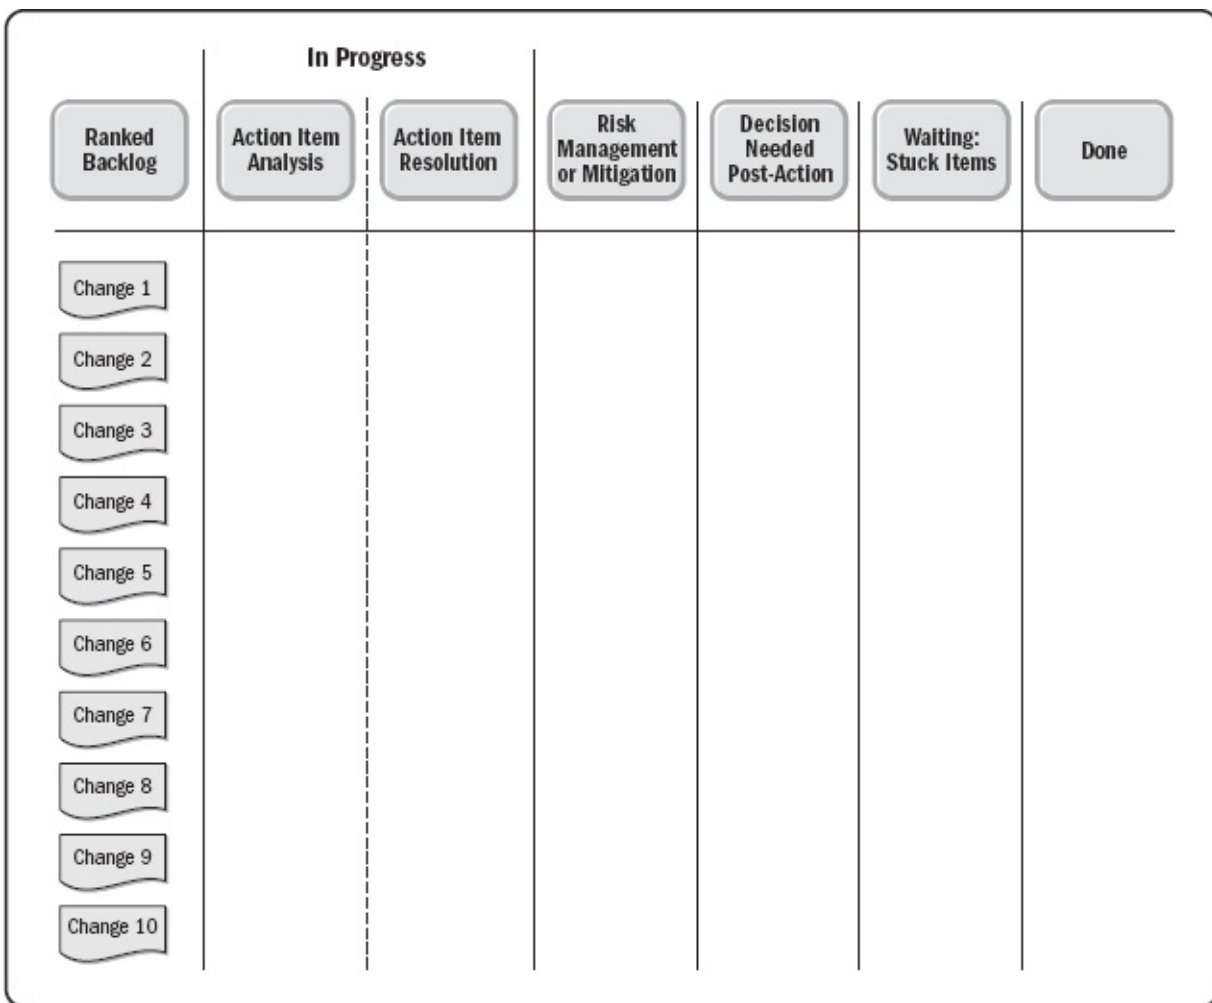 In Progress
Ranked
Backlog
Action Item
Analysis
Action Item
Resolution
Risk
Management
or Mitigation
Decision
Needed
Post-Action
Waiting:
Stuck Items
Done
Change 1
Change 2
Change 3
Change 4
Change 5
Change 6
Change 7
Change 8
Change 9
Change 10